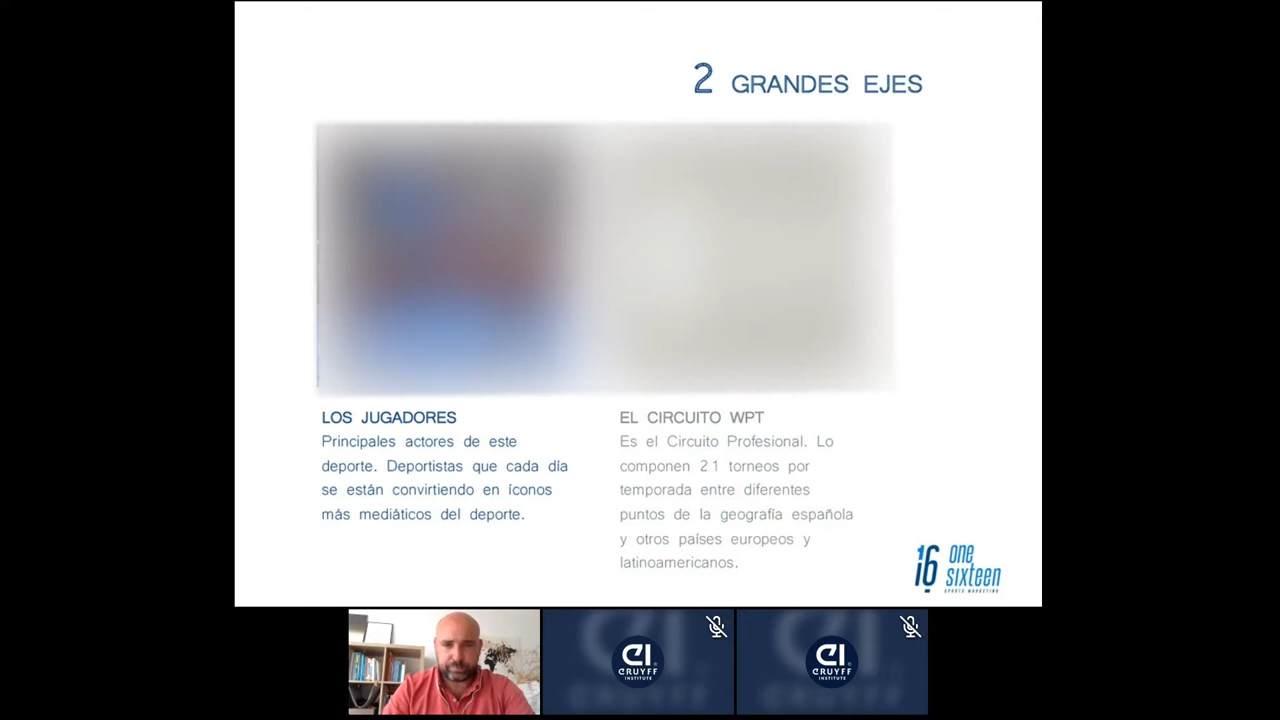 2 GRANDES EJES
LOS JUGADORES
Principales actores de este
deporte. Deportistas que cada día
se están convirtiendo en íconos
más mediáticos del deporte.
EL CIRCUITO WPT
Es el Circuito Profesional. Lo
componen 21 torneos por
temporada entre diferentes
puntos de la geografía española
y otros países europeos y
latinoamericanos.
16 one
sixteen
SPORTS MARKETING
CI
CRUYFF
INSTITUTE
CI
CRUYFF
INSTITUTE